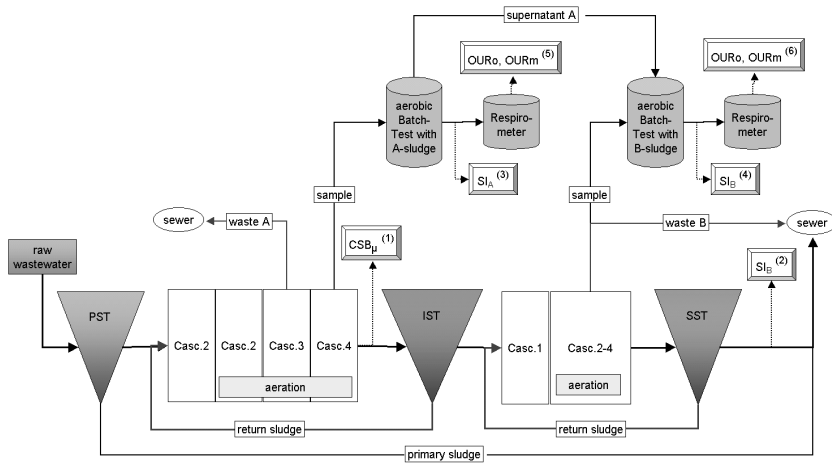 supernatant A
OURo, OURm (5)
OURo, OURm (6)
aerobic
Batch-
Test with
A-sludge
Respiro-
meter
aerobic
Batch-
Test with
B-sludge
Respiro-
meter
SIA (3)
SIB (4)
sample
sample
sewer
waste A
waste B
sewer
CSBµ (1)
raw
wastewater
SIB (2)
PST
IST
SST
Casc.2
Casc.2
Casc.3
Casc.4
Casc.1
Casc.2-4
aeration
aeration
return sludge
return sludge
primary sludge